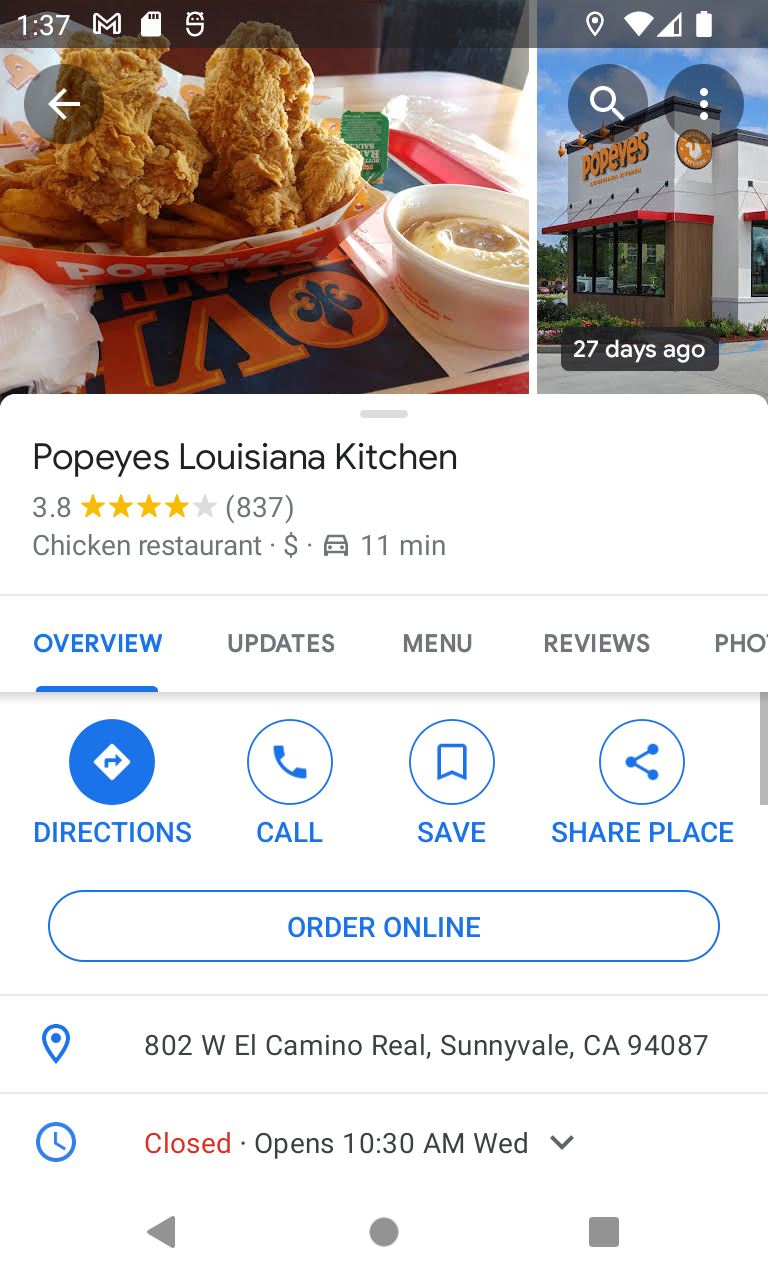 1:37
POPEYES
POPEYES
LOUISIANA KITCHEN
27 days ago
Popeyes Louisiana Kitchen
3.8 (837)
Chicken restaurant · $ · 11 min
OVERVIEW UPDATES MENU REVIEWS PHO
DIRECTIONS CALL SAVE SHARE PLACE
ORDER ONLINE
802 W El Camino Real, Sunnyvale, CA 94087
Closed · Opens 10:30 AM Wed